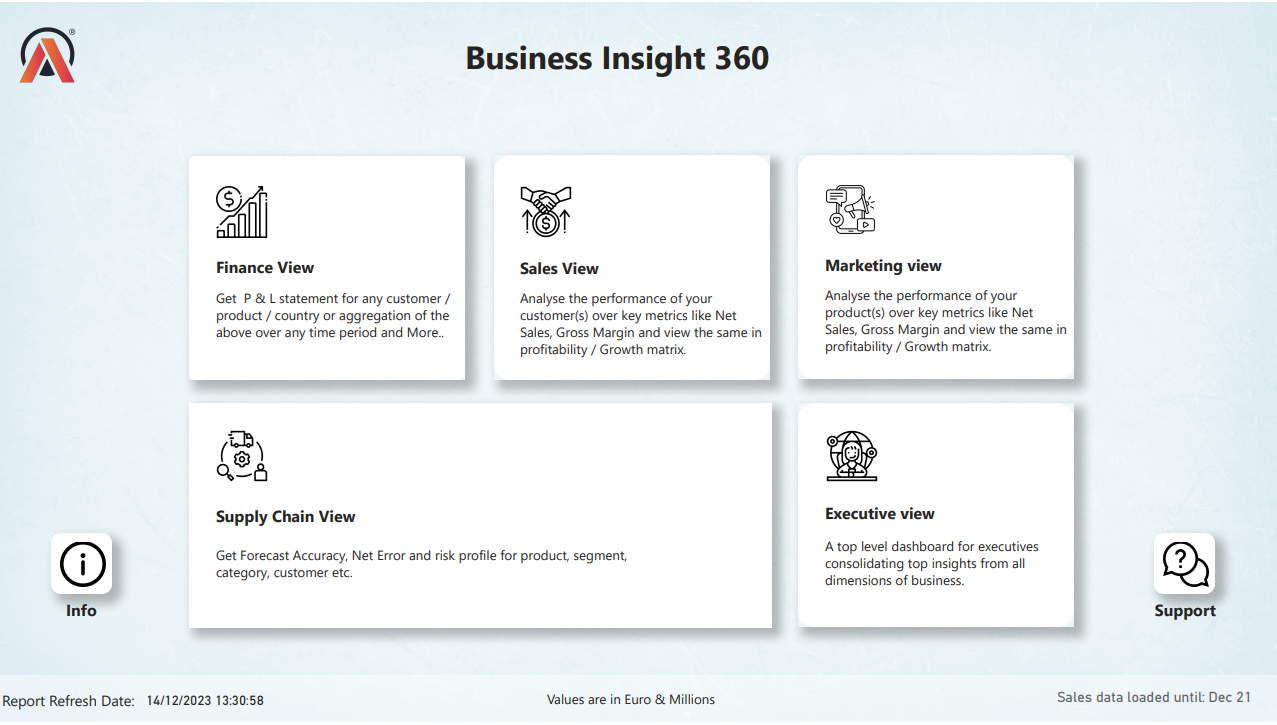 Business Insight 360
Finance View
Get P & L statement for any customer /
product / country or aggregation of the
above over any time period and More..
Sales View
Analyse the performance of your
customer(s) over key metrics like Net
Sales, Gross Margin and view the same in
profitability / Growth matrix.
Marketing view
Analyse the performance of your
product(s) over key metrics like Net
Sales, Gross Margin and view the same in
profitability / Growth matrix.
Supply Chain View
Get Forecast Accuracy, Net Error and risk profile for product, segment,
category, customer etc.
Executive view
A top level dashboard for executives
consolidating top insights from all
dimensions of business.
Info
Support
Report Refresh Date: 14/12/2023 13:30:58
Values are in Euro & Millions
Sales data loaded until: Dec 21